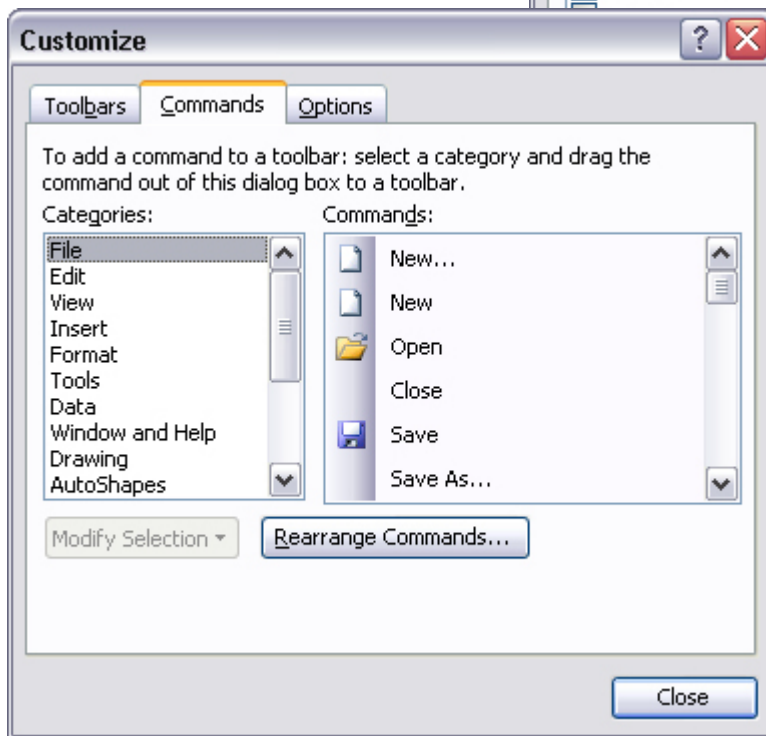 Customize
Toolbars
Commands
Options
To add a command to a toolbar: select a category and drag the
command out of this dialog box to a toolbar.
Categories:
Commands:
File
Edit
View
Insert
Format
Tools
Data
Window and Help
Drawing
AutoShapes
New...
New
Open
Close
Save
Save As...
Modify Selection
Rearrange Commands...
Close